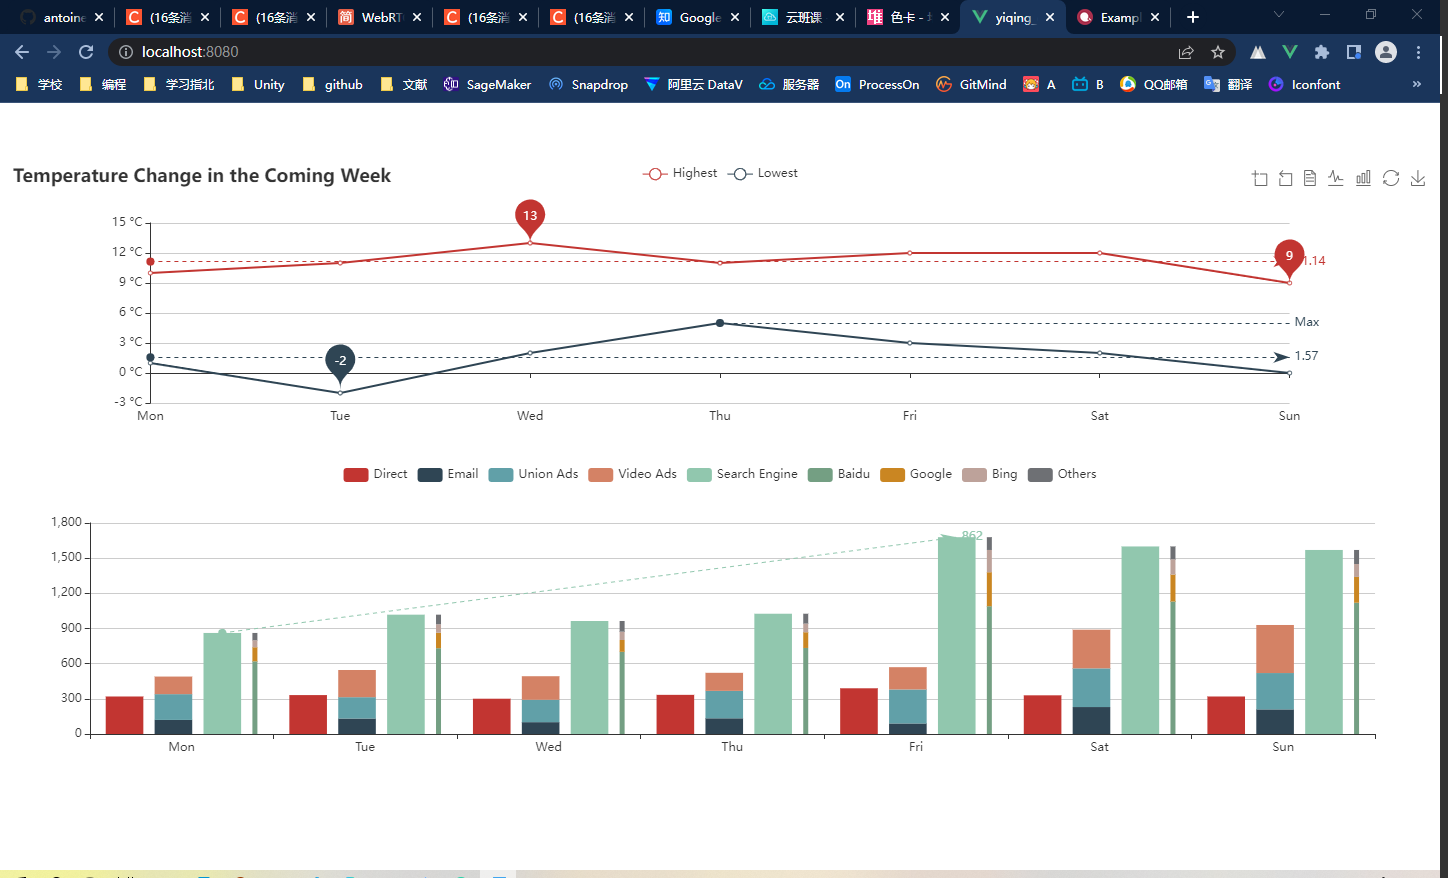 antoine
(16条消
(16条消
WebRT
(16条消
(16条消
Google
云班课
色卡 -
yiqing_
Exampl
localhost:8080
学校
编程
学习指北
Unity
github
文献
SageMaker
Snapdrop
阿里云 DataV
服务器
On ProcessOn
GitMind
A
B
QQ邮箱
翻译
Iconfont
»
Temperature Change in the Coming Week
Highest
Lowest
15 °C
12 °C
9 °C
6 °C
3 °C
0 °C
-3 °C
13
9
1.14
-2
Max
1.57
Mon
Tue
Wed
Thu
Fri
Sat
Sun
Direct
Email
Union Ads
Video Ads
Search Engine
Baidu
Google
Bing
Others
1,800
1,500
1,200
900
600
300
0
862
Mon
Tue
Wed
Thu
Fri
Sat
Sun